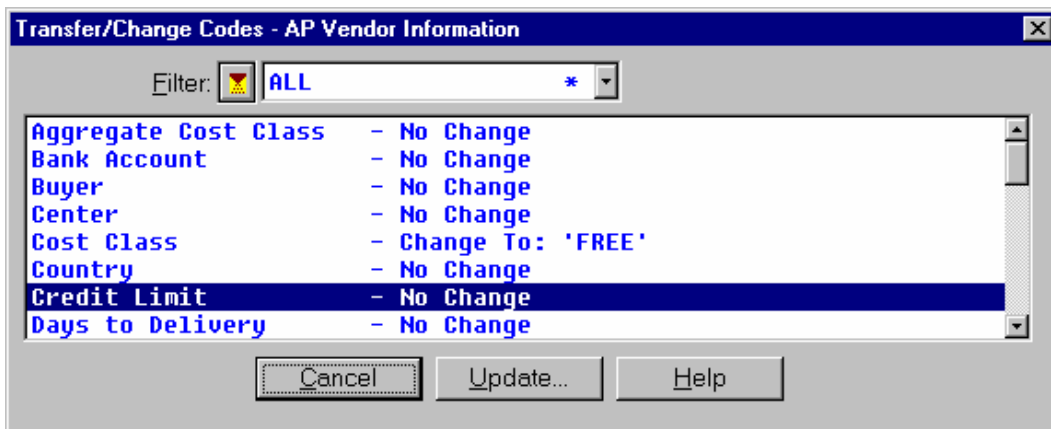 Transfer/Change Codes - AP Vendor Information
Filter: ALL *
Aggregate Cost Class - No Change
Bank Account - No Change
Buyer - No Change
Center - No Change
Cost Class - Change To: 'FREE'
Country - No Change
Credit Limit - No Change
Days to Delivery - No Change
Cancel Update... Help